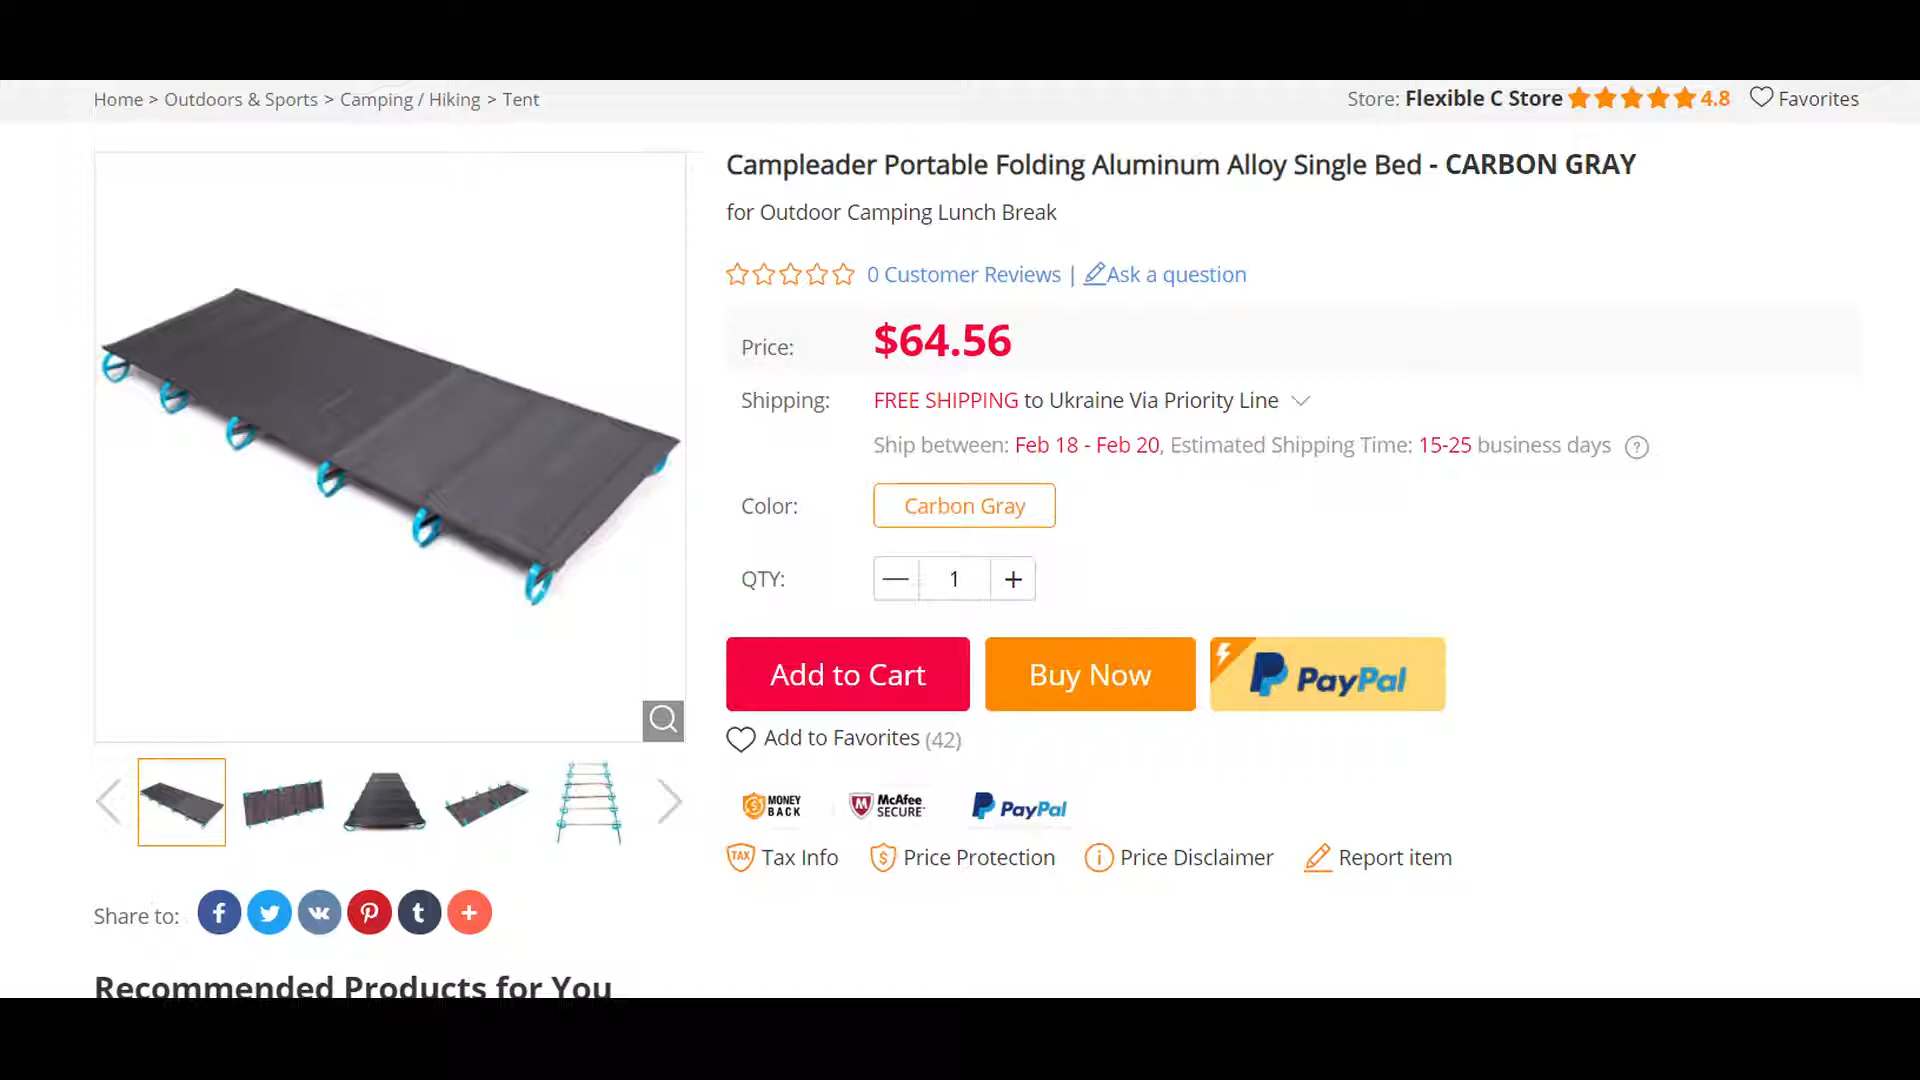 Home > Outdoors & Sports > Camping / Hiking > Tent
Store: Flexible C Store 4.8 Favorites
Campleader Portable Folding Aluminum Alloy Single Bed - CARBON GRAY
for Outdoor Camping Lunch Break
0 Customer Reviews | Ask a question
Price: $64.56
Shipping: FREE SHIPPING to Ukraine Via Priority Line
Ship between: Feb 18 - Feb 20, Estimated Shipping Time: 15-25 business days ?
Color: Carbon Gray
QTY: — 1 +
Add to Cart Buy Now PayPal
Add to Favorites (42)
MONEY BACK McAfee SECURE PayPal
TAX Tax Info $ Price Protection i Price Disclaimer Report item
Share to: f t +
Recommended Products for You